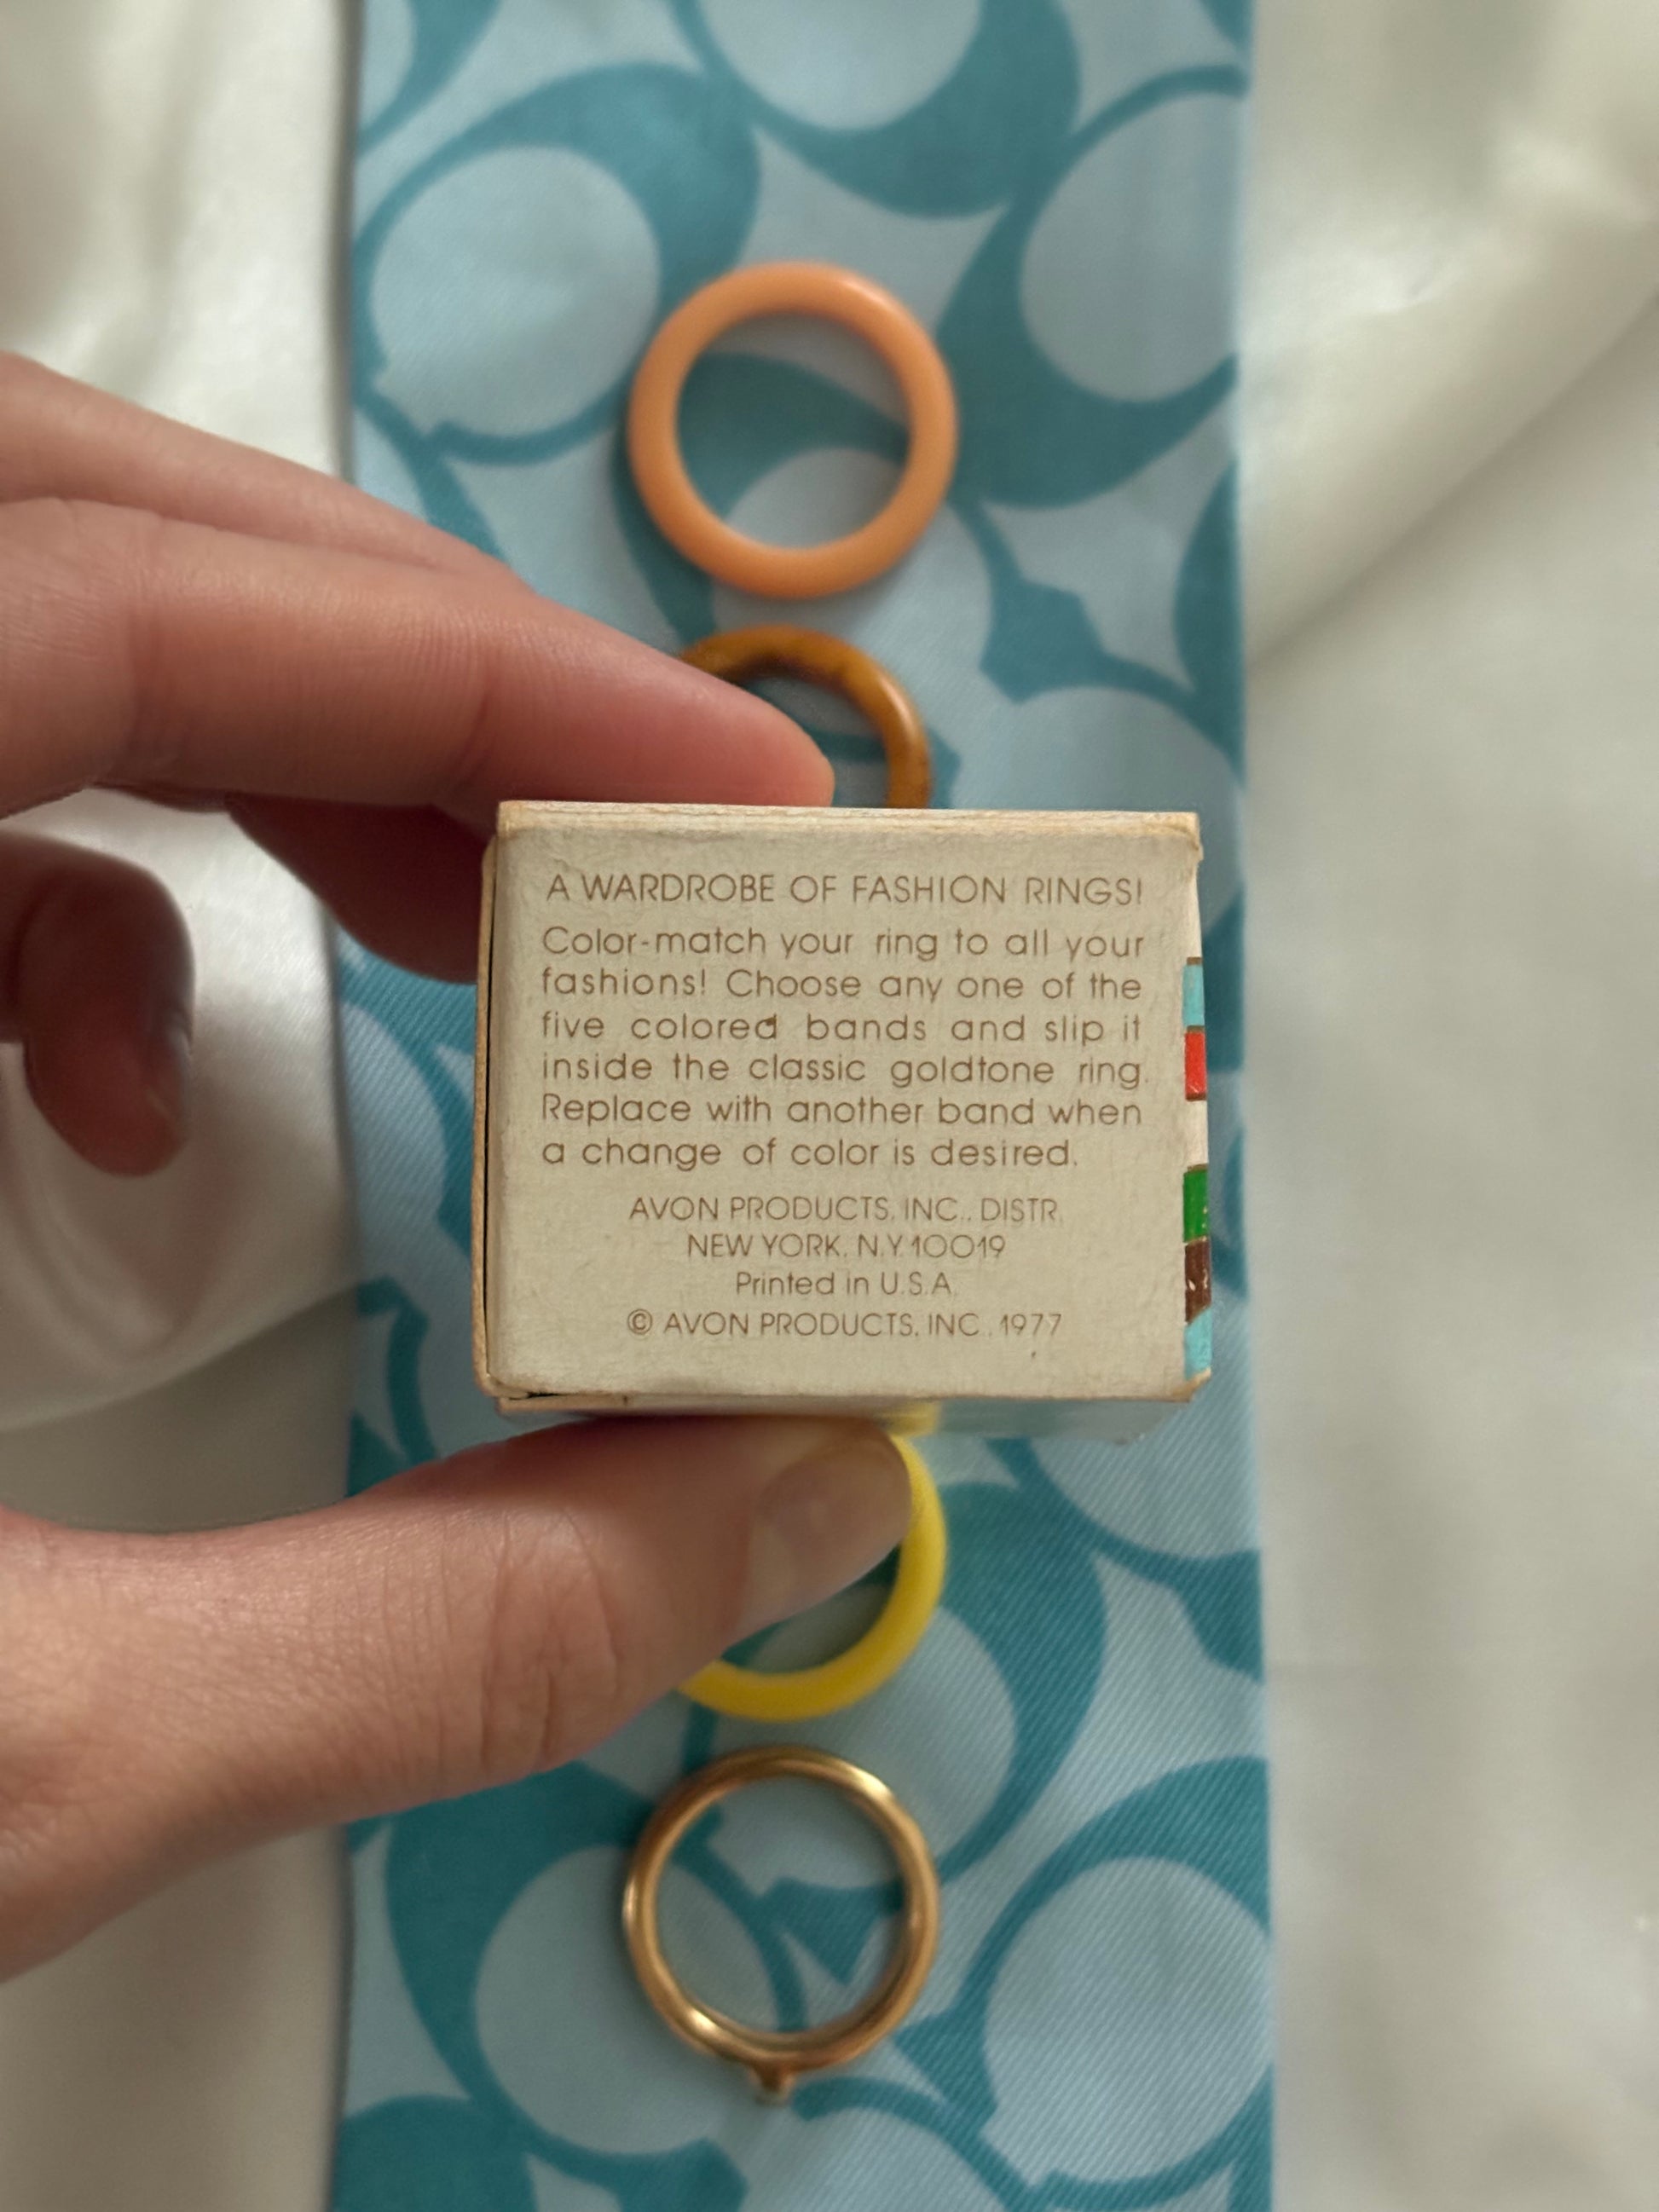 A WARDROBE OF FASHION RINGS!
Color-match your ring to all your
fashions! Choose any one of the
five colored bands and slip it
inside the classic goldtone ring.
Replace with another band when
a change of color is desired.
AVON PRODUCTS, INC., DISTR.
NEW YORK, N.Y. 10019
Printed in U.S.A.
© AVON PRODUCTS, INC. 1977